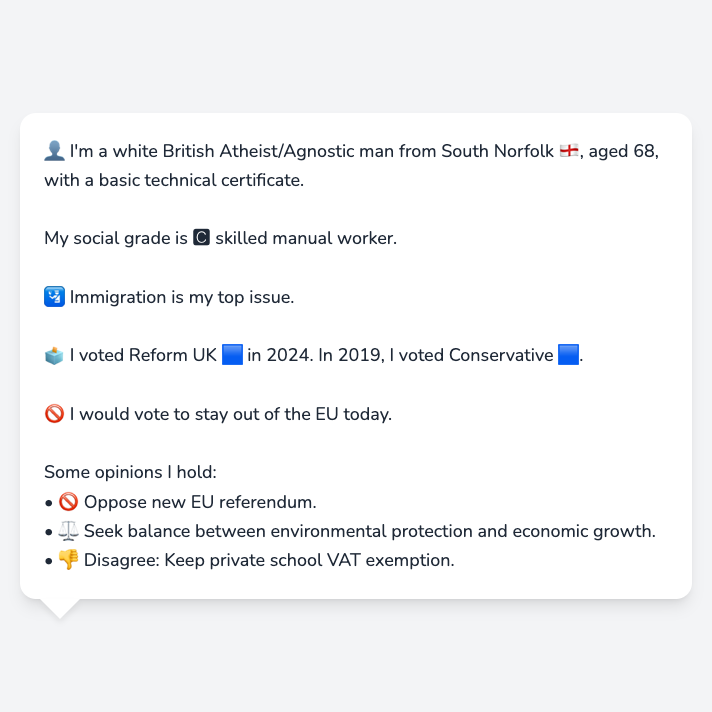 👤 I'm a white British Atheist/Agnostic man from South Norfolk 🏴󠁧󠁢󠁥󠁮󠁧󠁿, aged 68,
with a basic technical certificate.
My social grade is 🅲 skilled manual worker.
🛂 Immigration is my top issue.
🗳️ I voted Reform UK 🟦 in 2024. In 2019, I voted Conservative 🟦.
🚫 I would vote to stay out of the EU today.
Some opinions I hold:
• 🚫 Oppose new EU referendum.
• ⚖️ Seek balance between environmental protection and economic growth.
• 👎 Disagree: Keep private school VAT exemption.